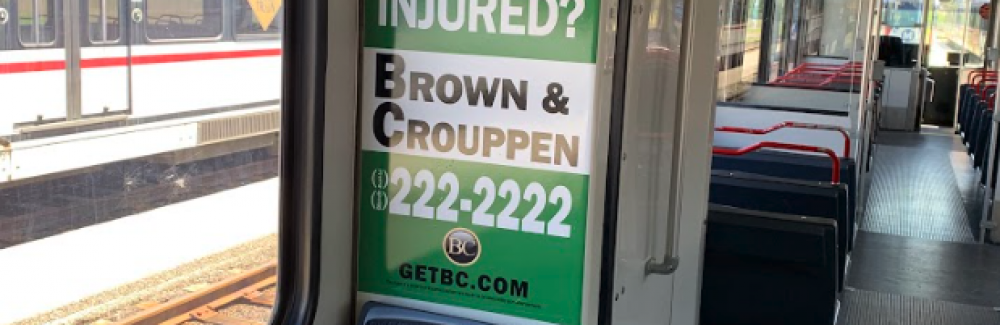 INJURED?
BROWN &
CROUPPEN
222-2222
BC
GETBC.COM